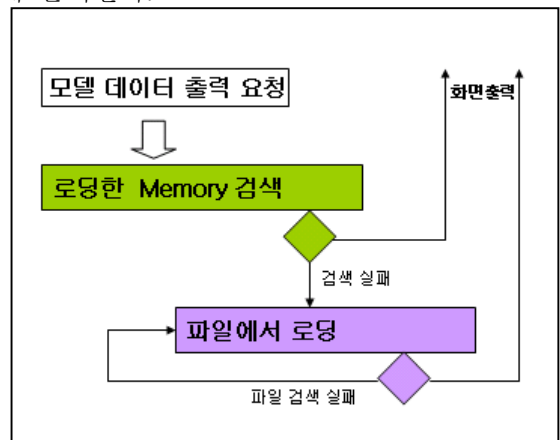 모델 데이터 출력 요청
화면출력
로딩한 Memory 검색
검색 실패
파일에서 로딩
파일 검색 실패